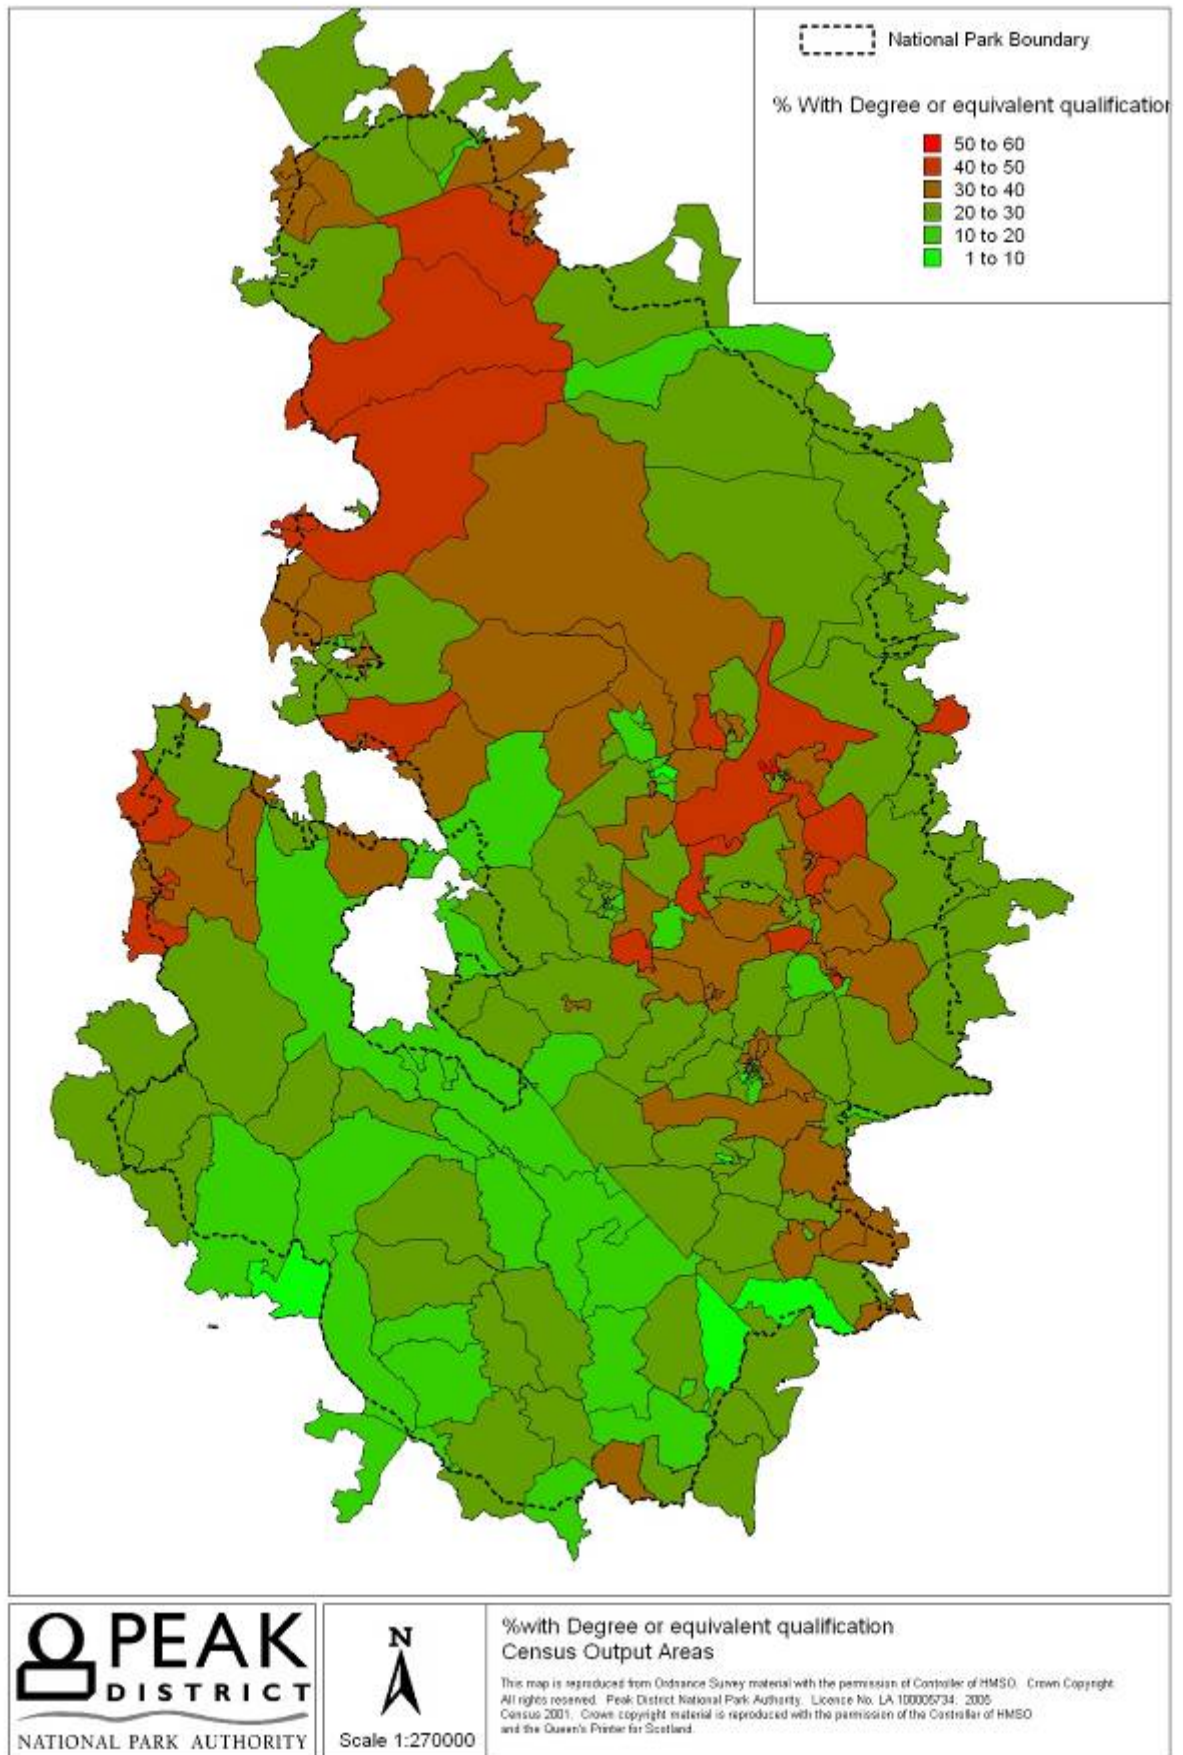 National Park Boundary
% With Degree or equivalent qualification
50 to 60
40 to 50
30 to 40
20 to 30
10 to 20
1 to 10
PEAK
DISTRICT
NATIONAL PARK AUTHORITY
N
Scale 1:270000
%with Degree or equivalent qualification
Census Output Areas
This map is reproduced from Ordnance Survey material with the permission of Controller of HMSO. Crown Copyright.
All rights reserved. Peak District National Park Authority. Licence No. LA 100005734. 2005
Census 2001. Crown copyright material is reproduced with the permission of the Controller of HMSO
and the Queen's Printer for Scotland.